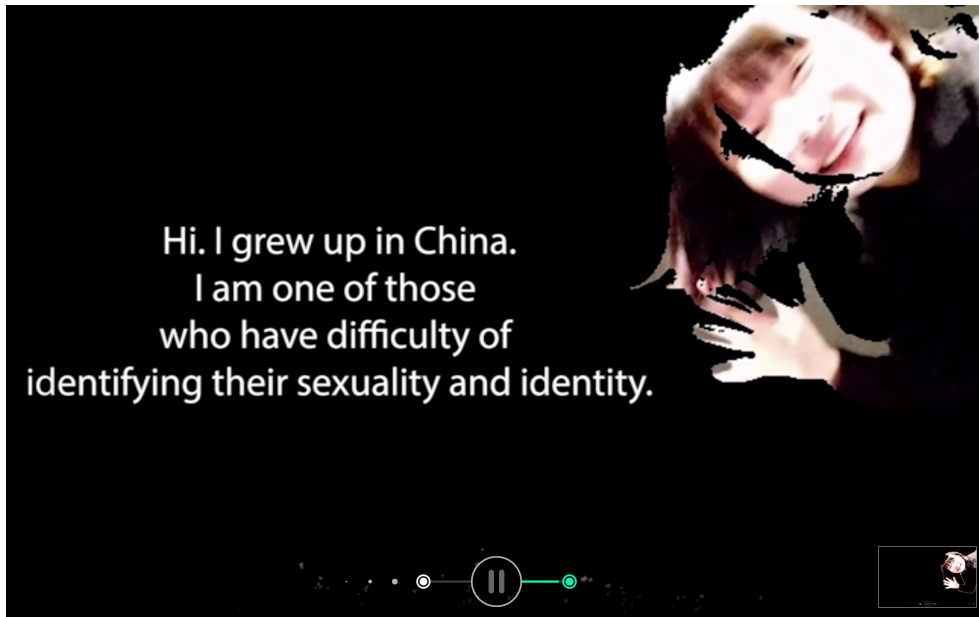 Hi. I grew up in China.
I am one of those
who have difficulty of
identifying their sexuality and identity.